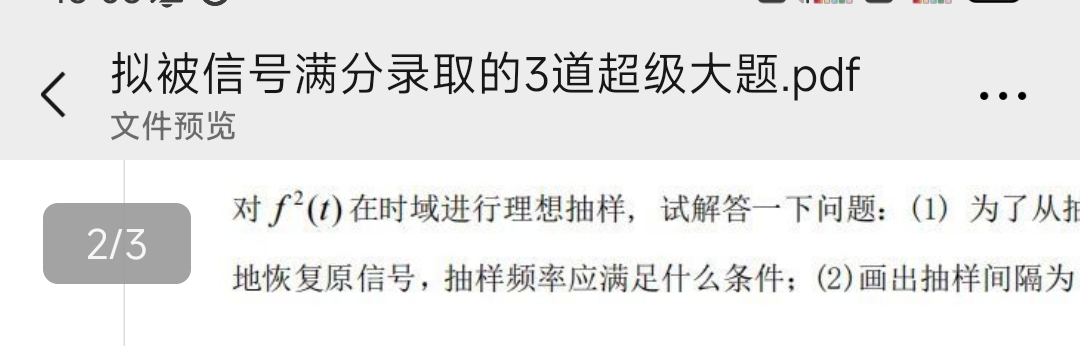 拟被信号满分录取的3道超级大题.pdf
文件预览
对 f²(t) 在时域进行理想抽样, 试解答一下问题: (1) 为了从
2/3
地恢复原信号, 抽样频率应满足什么条件; (2) 画出抽样间隔为